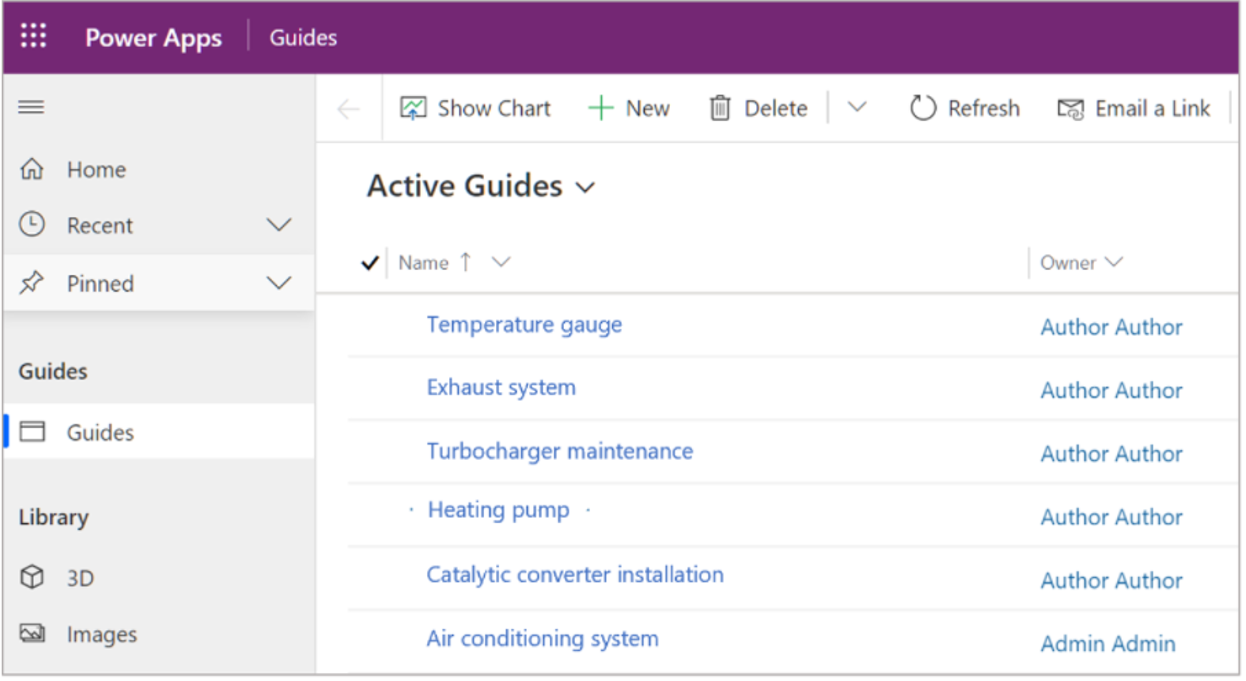 Power Apps Guides
Show Chart New Delete Refresh Email a Link
Home
Recent
Pinned
Guides
Guides
Library
3D
Images
Active Guides
Name Owner
Temperature gauge Author Author
Exhaust system Author Author
Turbocharger maintenance Author Author
· Heating pump · Author Author
Catalytic converter installation Author Author
Air conditioning system Admin Admin